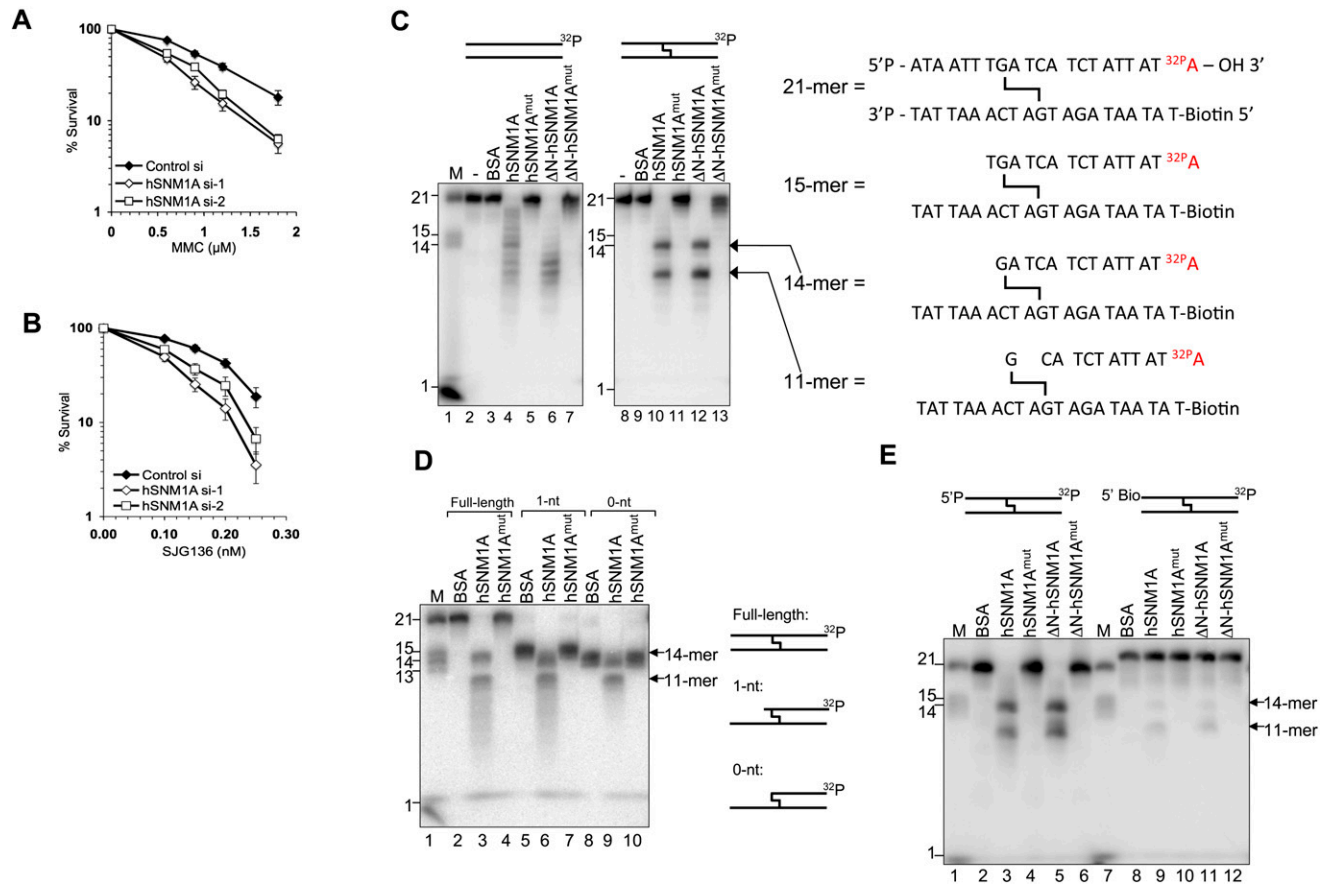 A
100
10
1
% Survival
Control si
hSNM1A si-1
hSNM1A si-2
0 0.5 1 1.5 2
MMC (µM)
B
100
10
1
% Survival
Control si
hSNM1A si-1
hSNM1A si-2
0.00 0.10 0.20 0.30
SJG136 (nM)
C
32P
32P
M - BSA hSNM1A hSNM1Amut ΔN-hSNM1A ΔN-hSNM1Amut
- BSA hSNM1A hSNM1Amut ΔN-hSNM1A ΔN-hSNM1Amut
21
15
14
1
21
15
14
1
1 2 3 4 5 6 7
8 9 10 11 12 13
21-mer =
5'P - ATA ATT TGA TCA TCT ATT AT 32PA – OH 3'
3'P - TAT TAA ACT AGT AGA TAA TA T-Biotin 5'
15-mer =
TGA TCA TCT ATT AT 32PA
TAT TAA ACT AGT AGA TAA TA T-Biotin
14-mer =
GA TCA TCT ATT AT 32PA
TAT TAA ACT AGT AGA TAA TA T-Biotin
11-mer =
G CA TCT ATT AT 32PA
TAT TAA ACT AGT AGA TAA TA T-Biotin
D
Full-length 1-nt 0-nt
M BSA hSNM1A hSNM1Amut BSA hSNM1A hSNM1Amut BSA hSNM1A hSNM1Amut
21
15
14
13
1
14-mer
11-mer
1 2 3 4 5 6 7 8 9 10
Full-length:
32P
1-nt:
32P
0-nt:
32P
E
5'P 32P
5' Bio 32P
M BSA hSNM1A hSNM1Amut ΔN-hSNM1A ΔN-hSNM1Amut M BSA hSNM1A hSNM1Amut ΔN-hSNM1A ΔN-hSNM1Amut
21
15
14
1
14-mer
11-mer
1 2 3 4 5 6 7 8 9 10 11 12